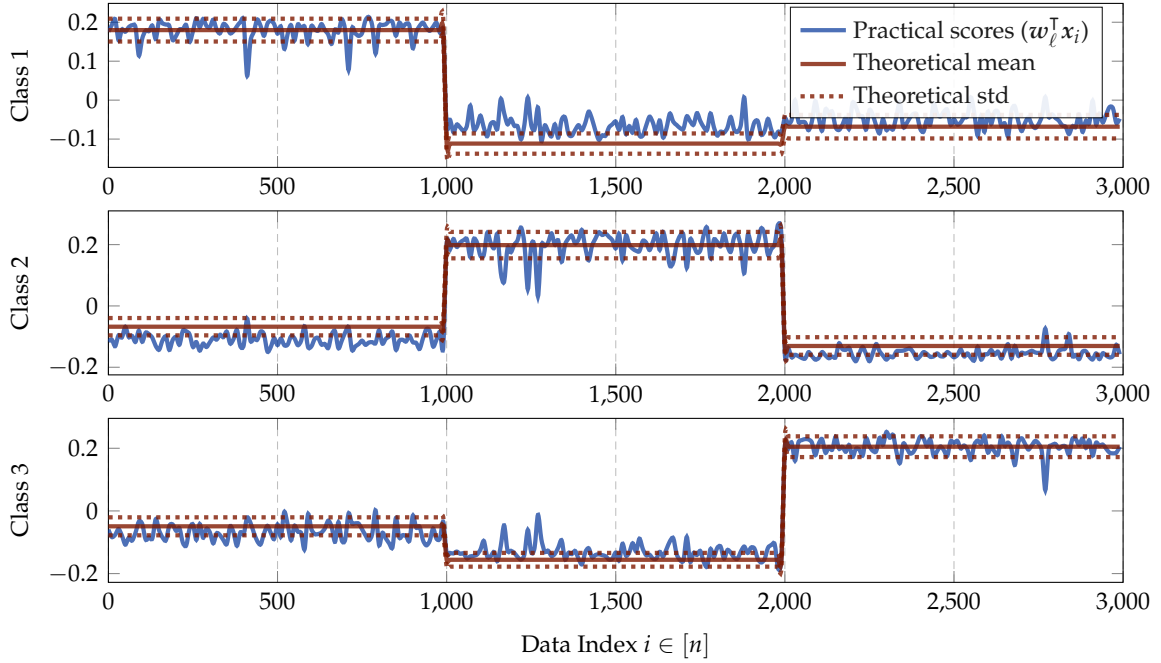 0.2
0.1
0
−0.1
Class 1
Practical scores (w_ℓ^⊺ x_i)
Theoretical mean
Theoretical std
0 500 1,000 1,500 2,000 2,500 3,000
0.2
0
−0.2
Class 2
0 500 1,000 1,500 2,000 2,500 3,000
0.2
0
−0.2
Class 3
0 500 1,000 1,500 2,000 2,500 3,000
Data Index i ∈ [n]